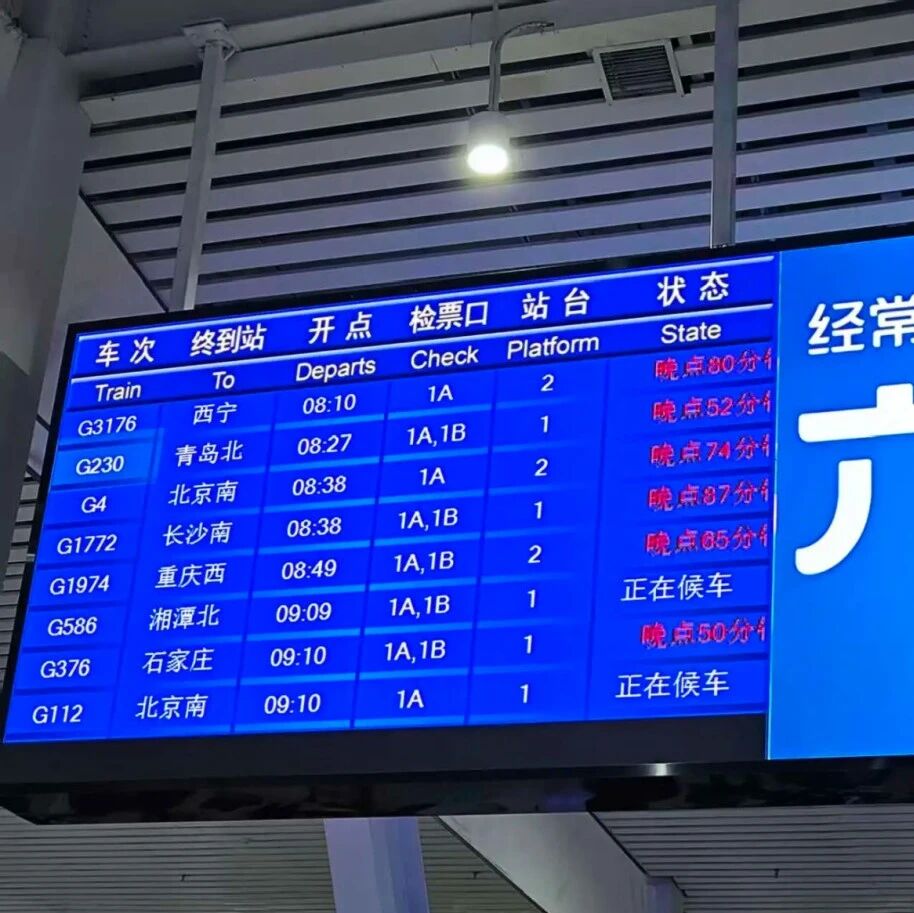 车次 终到站 开点 检票口 站台 状态
Train To Departs Check Platform State
G3176 西宁 08:10 1A 2 晚点80分
G230 青岛北 08:27 1A,1B 1 晚点52分
G4 北京南 08:38 1A 2 晚点74分
G1772 长沙南 08:38 1A,1B 1 晚点87分
G1974 重庆西 08:49 1A,1B 2 晚点65分
G586 湘潭北 09:09 1A,1B 1 正在候车
G376 石家庄 09:10 1A,1B 1 晚点50分
G112 北京南 09:10 1A 1 正在候车
经常